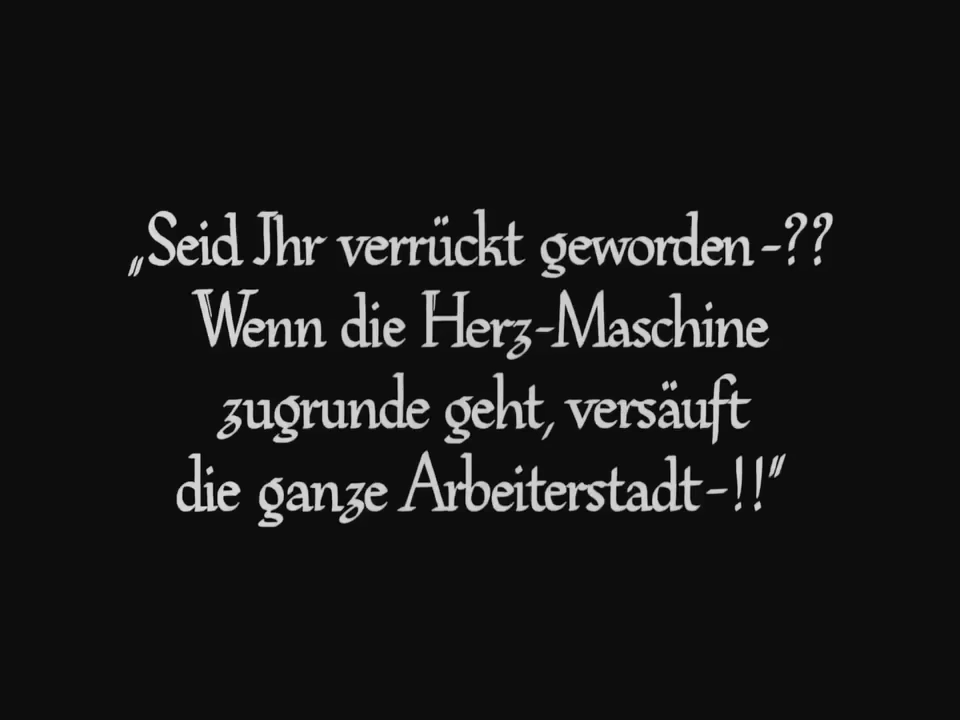 „Seid Ihr verrückt geworden-??
Wenn die Herz-Maschine
zugrunde geht, versäuft
die ganze Arbeiterstadt-!!"